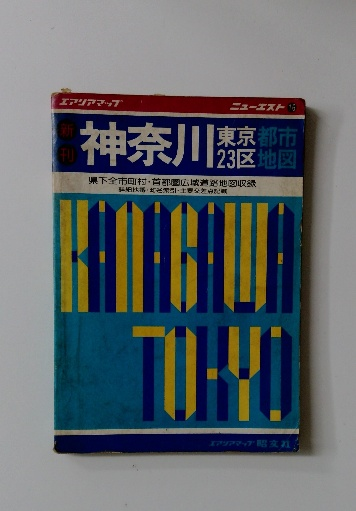 エアリアマップ ニューエスト 16
新刊 神奈川 東京23区 都市地図
県下全市町村・首都圏広域道路地図収録
KANAGAWA
TOKYO
エアリアマップ 昭文社